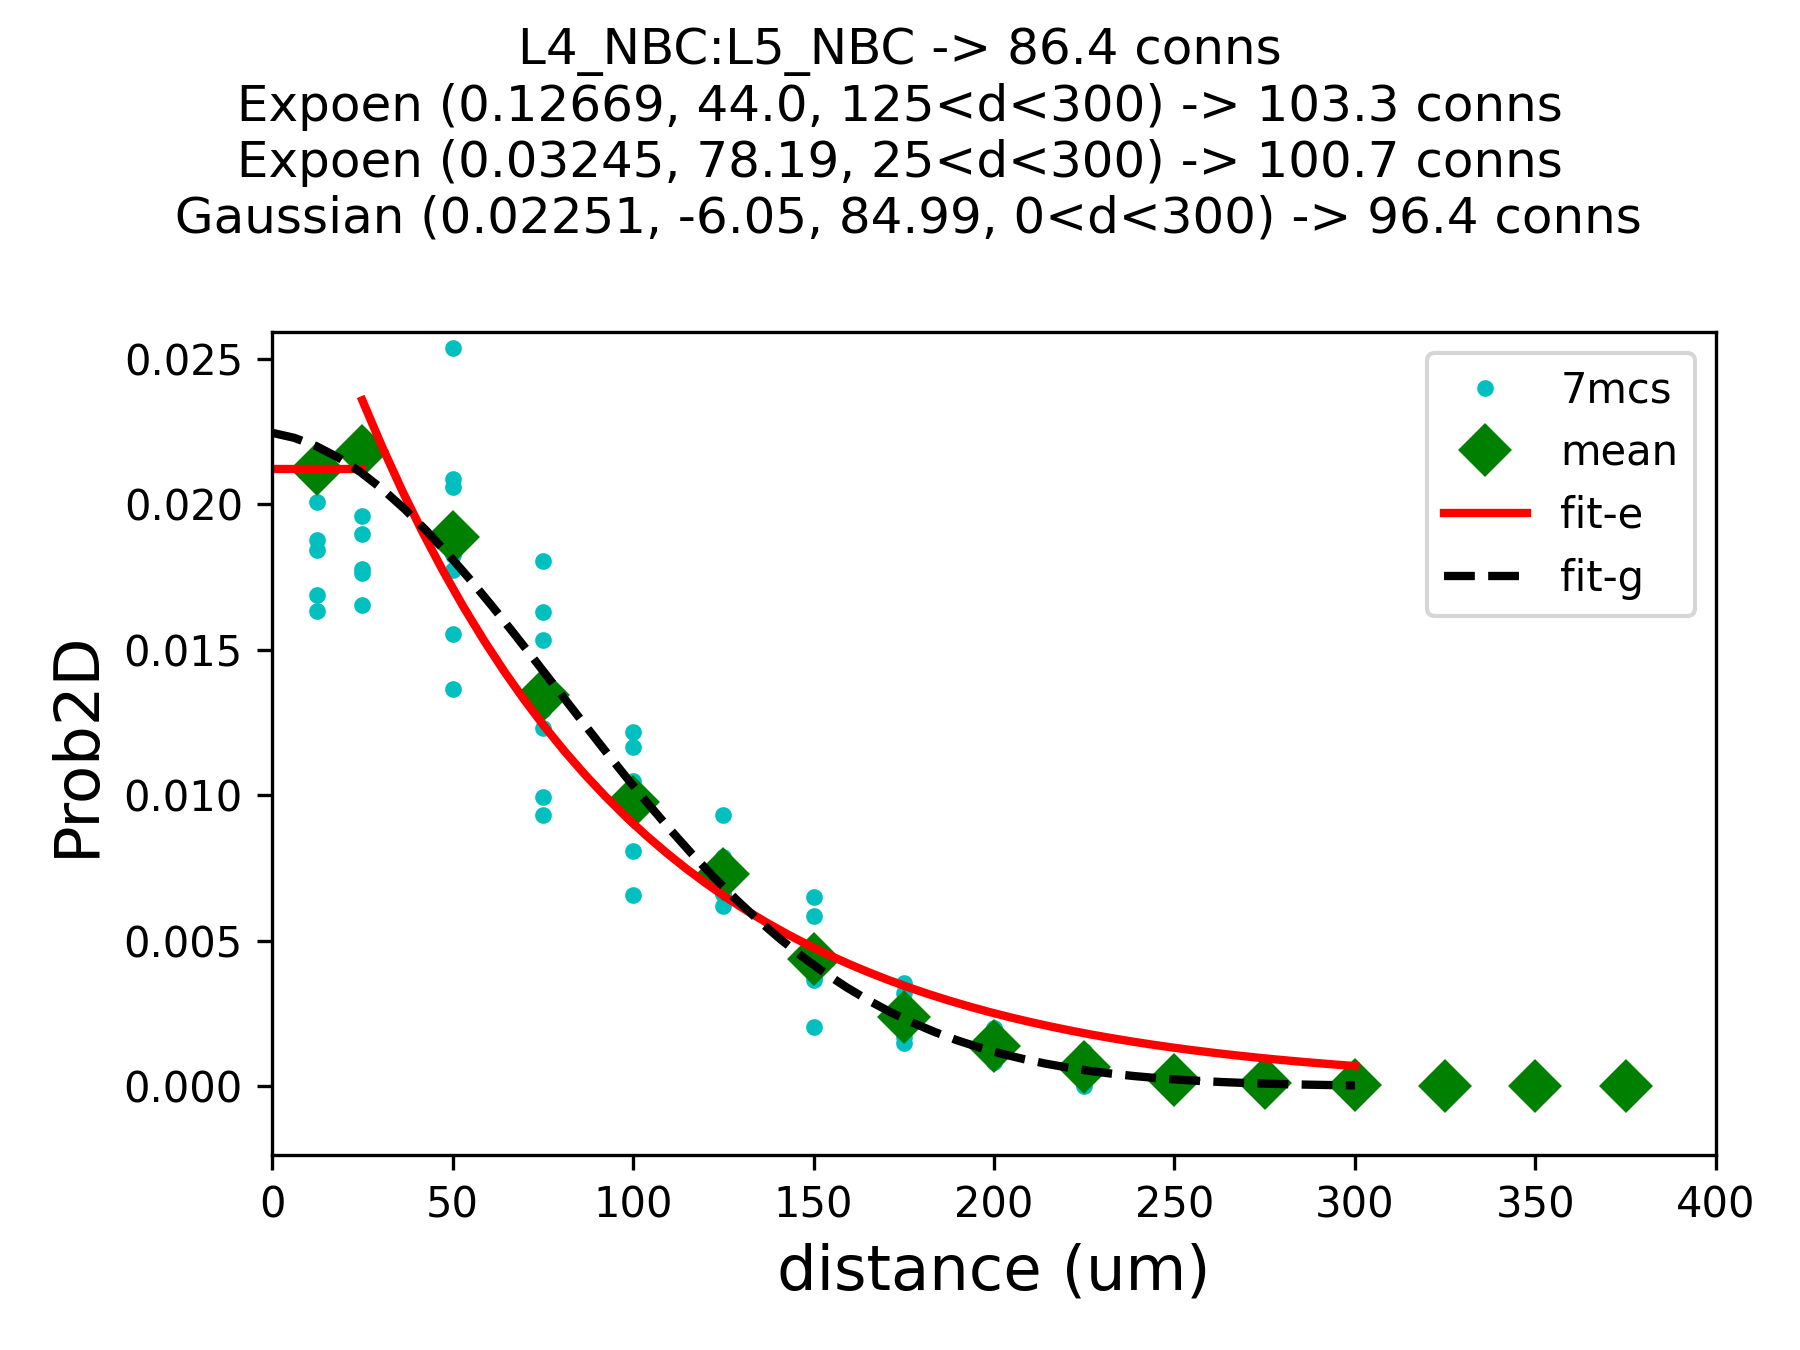 L4_NBC:L5_NBC -> 86.4 conns
Expoen (0.12669, 44.0, 125<d<300) -> 103.3 conns
Expoen (0.03245, 78.19, 25<d<300) -> 100.7 conns
Gaussian (0.02251, -6.05, 84.99, 0<d<300) -> 96.4 conns
7mcs
mean
fit-e
fit-g
Prob2D
0.025
0.020
0.015
0.010
0.005
0.000
0 50 100 150 200 250 300 350 400
distance (um)